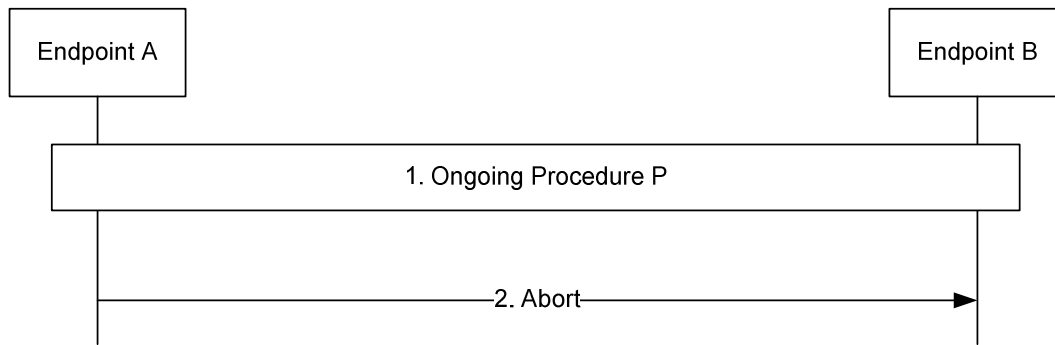 Endpoint A
Endpoint B
1. Ongoing Procedure P
2. Abort